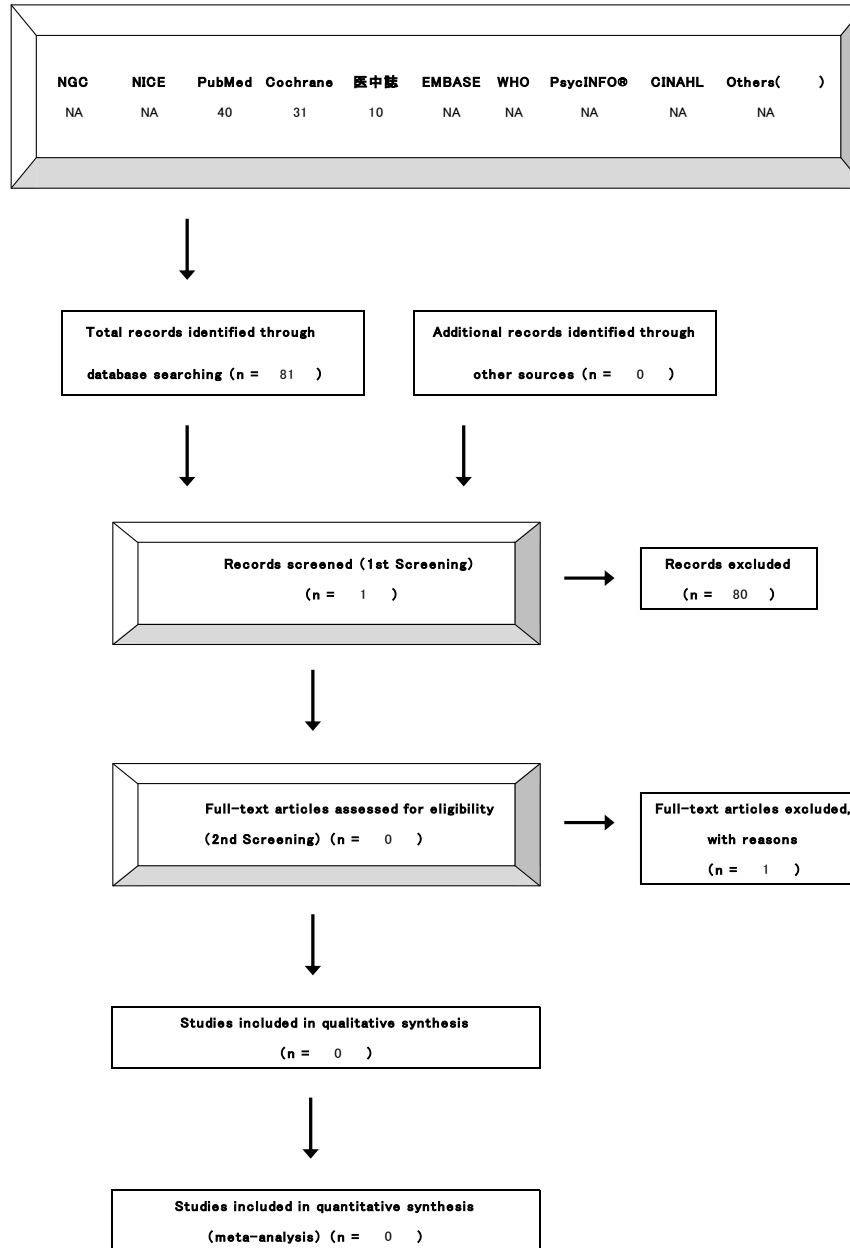 NGC NICE PubMed Cochrane 医中誌 EMBASE WHO PsycINFO® CINAHL Others( )
NA NA 40 31 10 NA NA NA NA NA
Total records identified through
database searching (n = 81 )
Additional records identified through
other sources (n = 0 )
Records screened (1st Screening)
(n = 1 )
Records excluded
(n = 80 )
Full-text articles assessed for eligibility
(2nd Screening) (n = 0 )
Full-text articles excluded,
with reasons
(n = 1 )
Studies included in qualitative synthesis
(n = 0 )
Studies included in quantitative synthesis
(meta-analysis) (n = 0 )